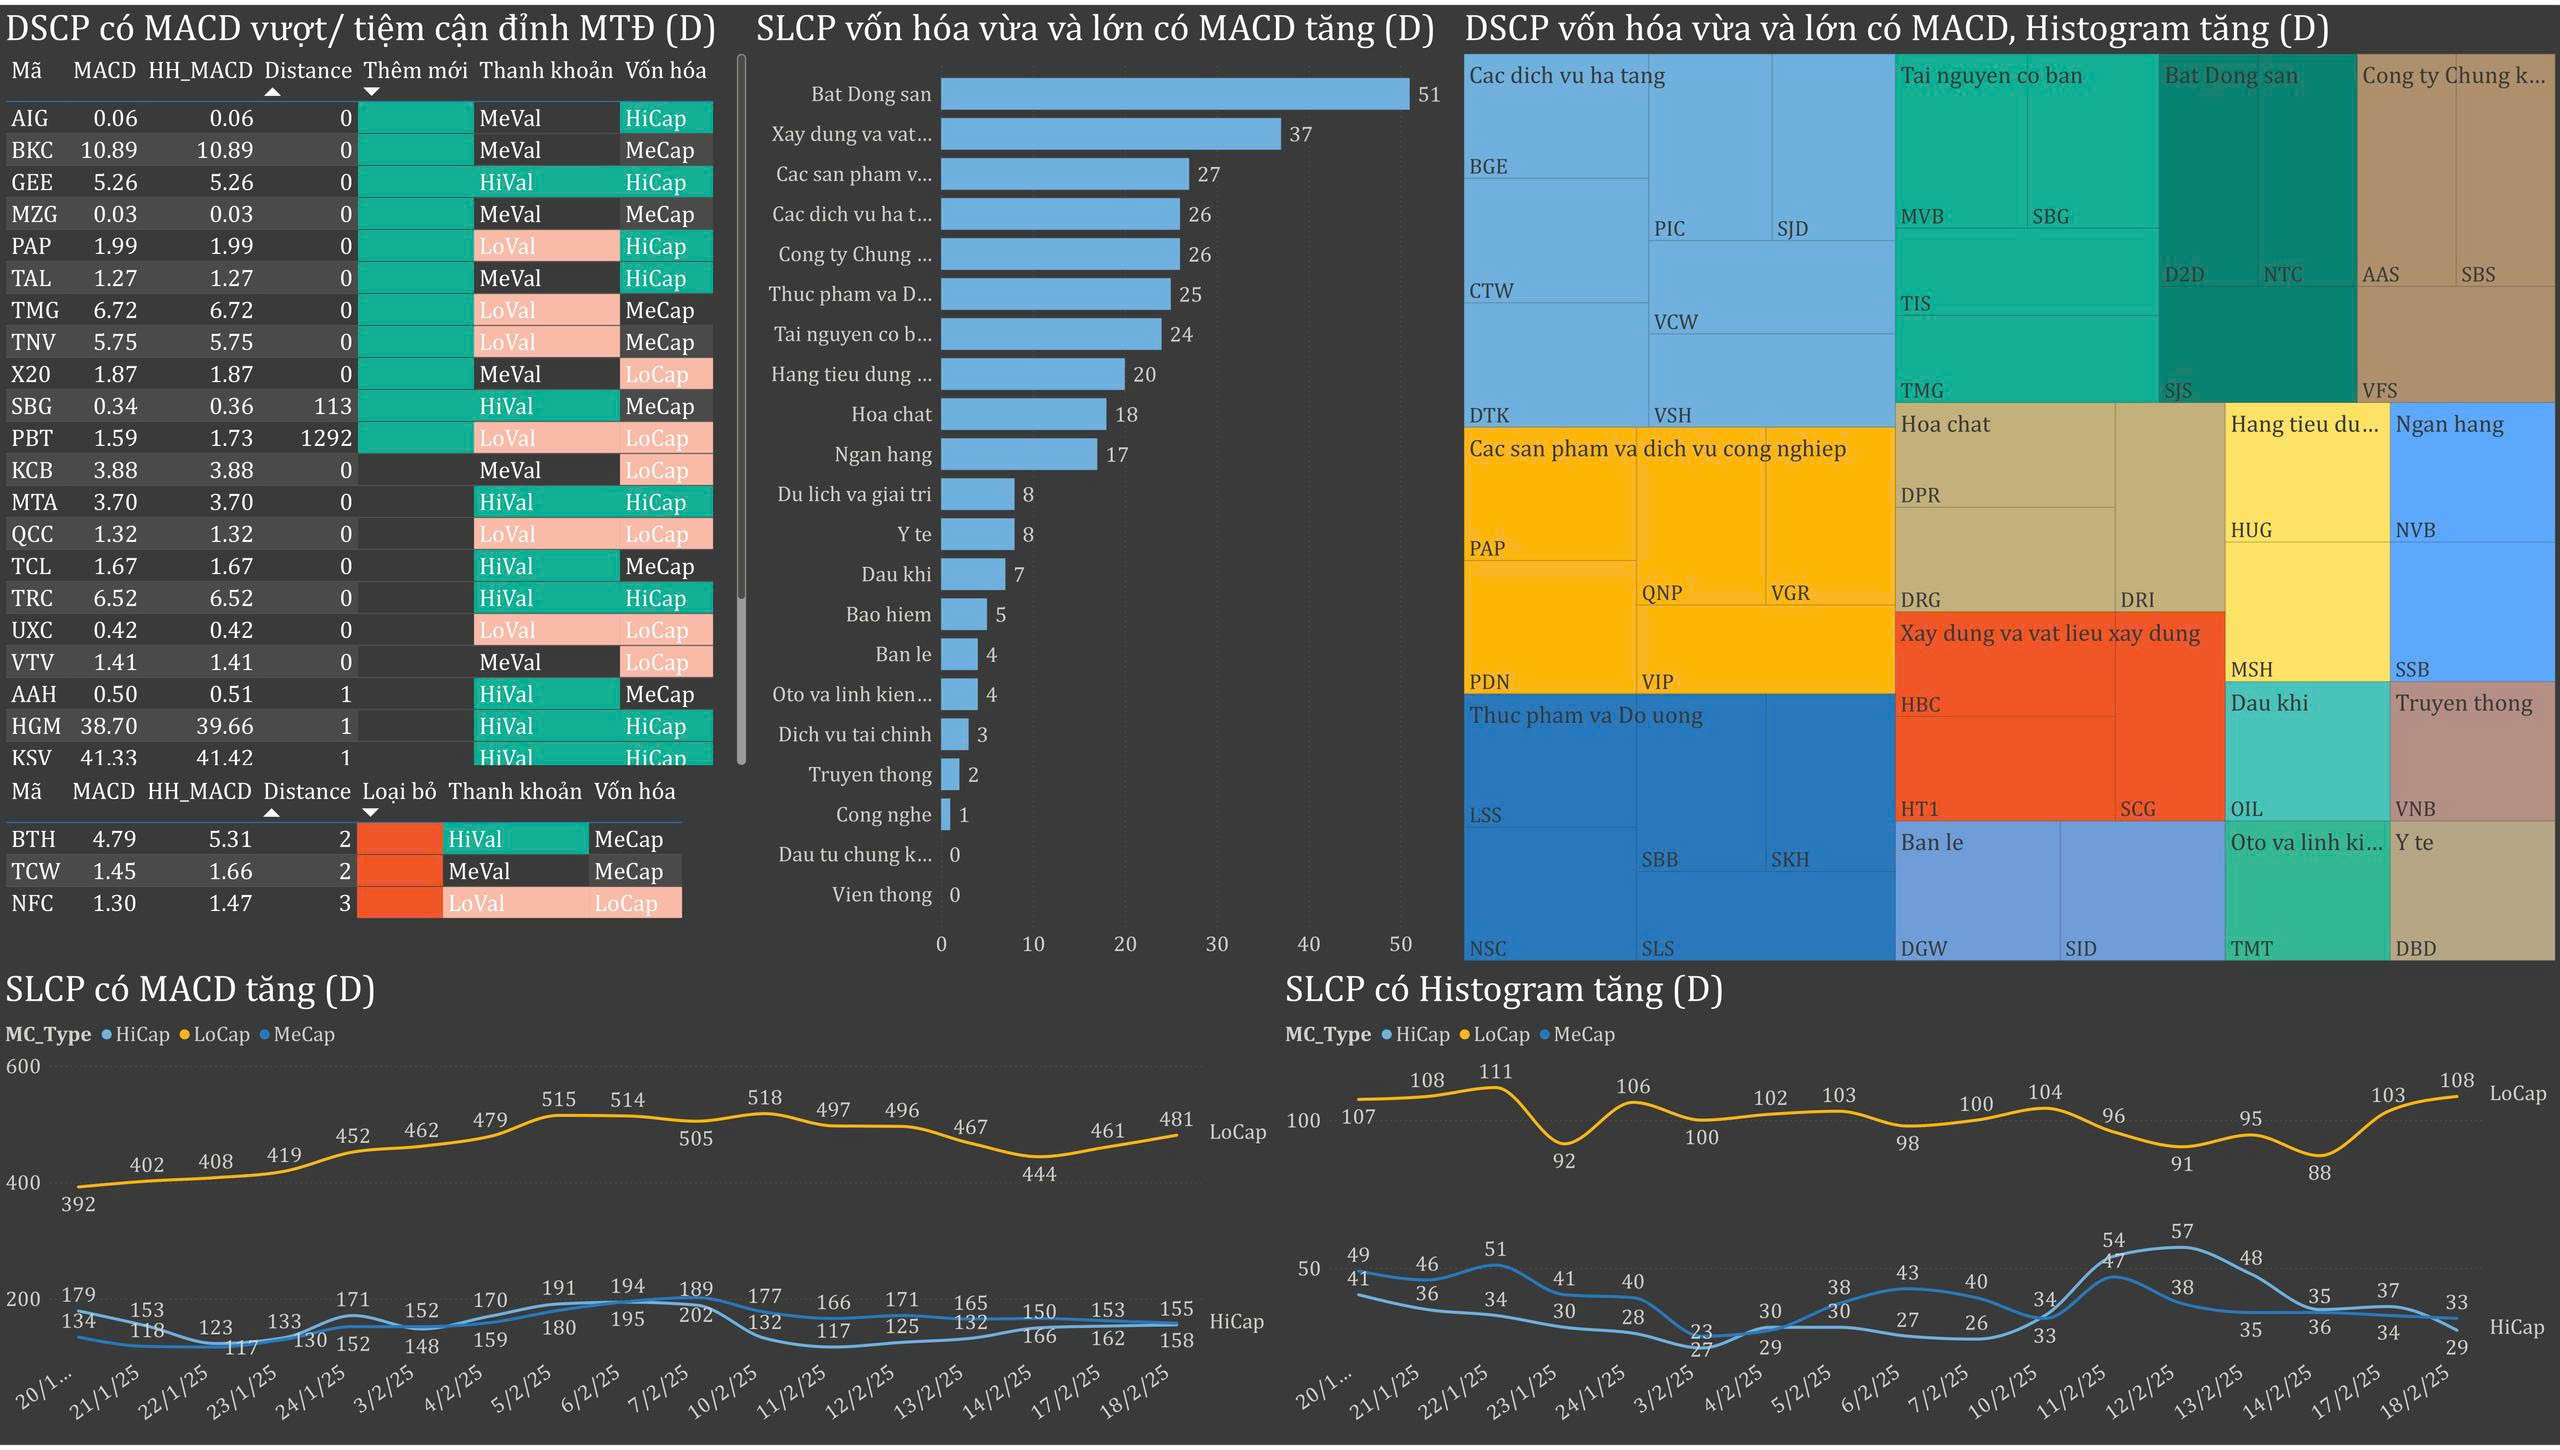 DSCP có MACD vượt/ tiệm cận đỉnh MTĐ (D)
Mã MACD HH_MACD Distance Thêm mới Thanh khoản Vốn hóa
AIG 0.06 0.06 0 MeVal HiCap
BKC 10.89 10.89 0 MeVal MeCap
GEE 5.26 5.26 0 HiVal HiCap
MZG 0.03 0.03 0 MeVal MeCap
PAP 1.99 1.99 0 LoVal HiCap
TAL 1.27 1.27 0 MeVal HiCap
TMG 6.72 6.72 0 LoVal MeCap
TNV 5.75 5.75 0 LoVal MeCap
X20 1.87 1.87 0 MeVal LoCap
SBG 0.34 0.36 113 HiVal MeCap
PBT 1.59 1.73 1292 LoVal LoCap
KCB 3.88 3.88 0 MeVal LoCap
MTA 3.70 3.70 0 HiVal HiCap
QCC 1.32 1.32 0 LoVal LoCap
TCL 1.67 1.67 0 HiVal MeCap
TRC 6.52 6.52 0 HiVal HiCap
UXC 0.42 0.42 0 LoVal LoCap
VTV 1.41 1.41 0 MeVal LoCap
AAH 0.50 0.51 1 HiVal MeCap
HGM 38.70 39.66 1 HiVal HiCap
KSV 41.33 41.42 1 HiVal HiCap
Mã MACD HH_MACD Distance Loại bỏ Thanh khoản Vốn hóa
BTH 4.79 5.31 2 HiVal MeCap
TCW 1.45 1.66 2 MeVal MeCap
NFC 1.30 1.47 3 LoVal LoCap
SLCP vốn hóa vừa và lớn có MACD tăng (D)
Bat Dong san 51
Xay dung va vat... 37
Cac san pham v... 27
Cac dich vu ha t... 26
Cong ty Chung ... 26
Thuc pham va D... 25
Tai nguyen co b... 24
Hang tieu dung ... 20
Hoa chat 18
Ngan hang 17
Du lich va giai tri 8
Y te 8
Dau khi 7
Bao hiem 5
Ban le 4
Oto va linh kien... 4
Dich vu tai chinh 3
Truyen thong 2
Cong nghe 1
Dau tu chung k... 0
Vien thong 0
0 10 20 30 40 50
DSCP vốn hóa vừa và lớn có MACD, Histogram tăng (D)
Cac dich vu ha tang
BGE
PIC SJD
CTW
VCW
DTK
VSH
Cac san pham va dich vu cong nghiep
PAP
QNP VGR
PDN
VIP
Thuc pham va Do uong
LSS
SBB SKH
NSC
SLS
Tai nguyen co ban
MVB SBG
TIS
TMG
Bat Dong san
D2D NTC
SJS
Cong ty Chung k...
AAS SBS
VFS
Hoa chat
DPR
DRG DRI
Xay dung va vat lieu xay dung
HBC
HT1 SCG
Ban le
DGW SID
Hang tieu du...
HUG
MSH
Ngan hang
NVB
SSB
Dau khi
OIL
Truyen thong
VNB
Oto va linh ki...
TMT
Y te
DBD
SLCP có MACD tăng (D)
MC_Type HiCap LoCap MeCap
600
400
200
392 402 408 419 452 462 479 515 514 505 518 497 496 467 444 461 481
LoCap
179 153 123 133 171 152 170 191 194 189 177 166 171 165 150 153 155
134 118 117 130 152 148 159 180 195 202 132 117 125 132 166 162 158
HiCap
20/1... 21/1/25 22/1/25 23/1/25 24/1/25 3/2/25 4/2/25 5/2/25 6/2/25 7/2/25 10/2/25 11/2/25 12/2/25 13/2/25 14/2/25 17/2/25 18/2/25
SLCP có Histogram tăng (D)
MC_Type HiCap LoCap MeCap
100
50
107 108 111 92 106 100 102 103 98 100 104 96 91 95 88 103 108
LoCap
49 46 51 41 40 23 30 38 43 40 34 54 57 48 35 37 33
41 36 34 30 28 27 29 30 27 26 33 47 38 35 36 34 29
HiCap
20/1... 21/1/25 22/1/25 23/1/25 24/1/25 3/2/25 4/2/25 5/2/25 6/2/25 7/2/25 10/2/25 11/2/25 12/2/25 13/2/25 14/2/25 17/2/25 18/2/25